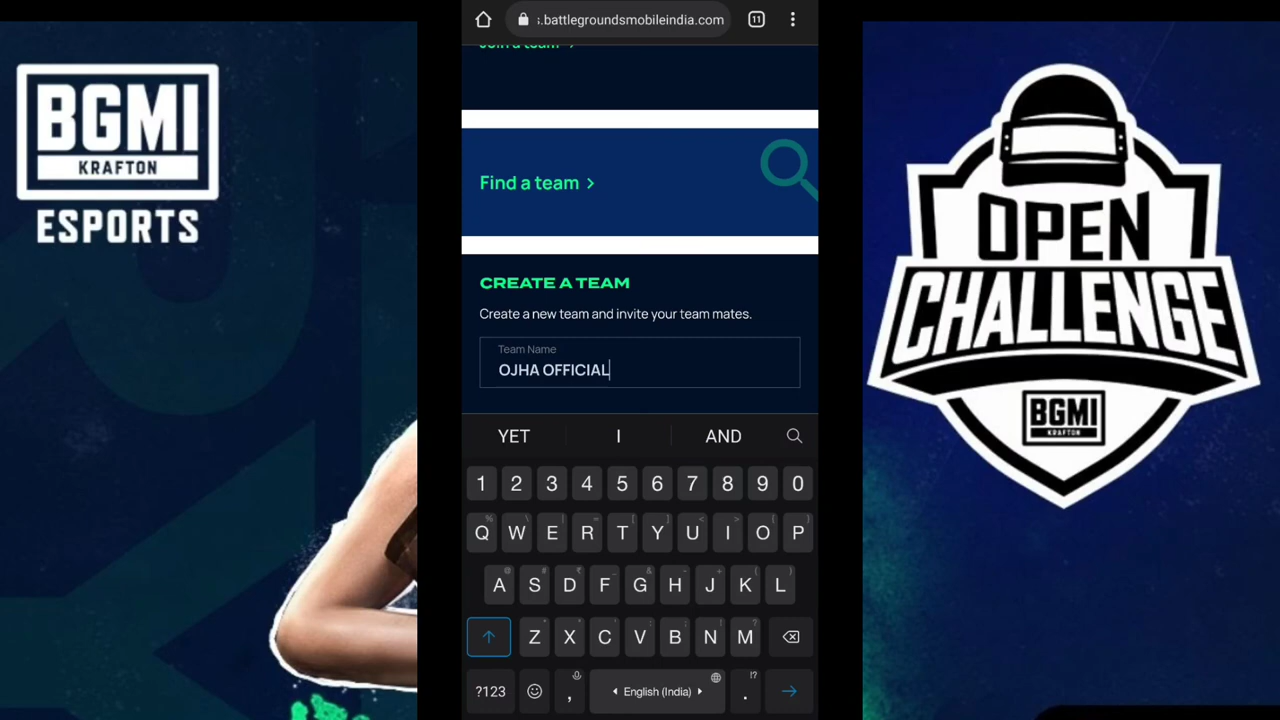 BGMI
KRAFTON
ESPORTS
.battlegroundsmobileindia.com
11
Join a team >
Find a team >
CREATE A TEAM
Create a new team and invite your team mates.
Team Name
OJHA OFFICIAL
YET I AND
1 2 3 4 5 6 7 8 9 0
Q W E R T Y U I O P
A S D F G H J K L
Z X C V B N M
?123 , English (India) .
OPEN
CHALLENGE
BGMI
KRAFTON